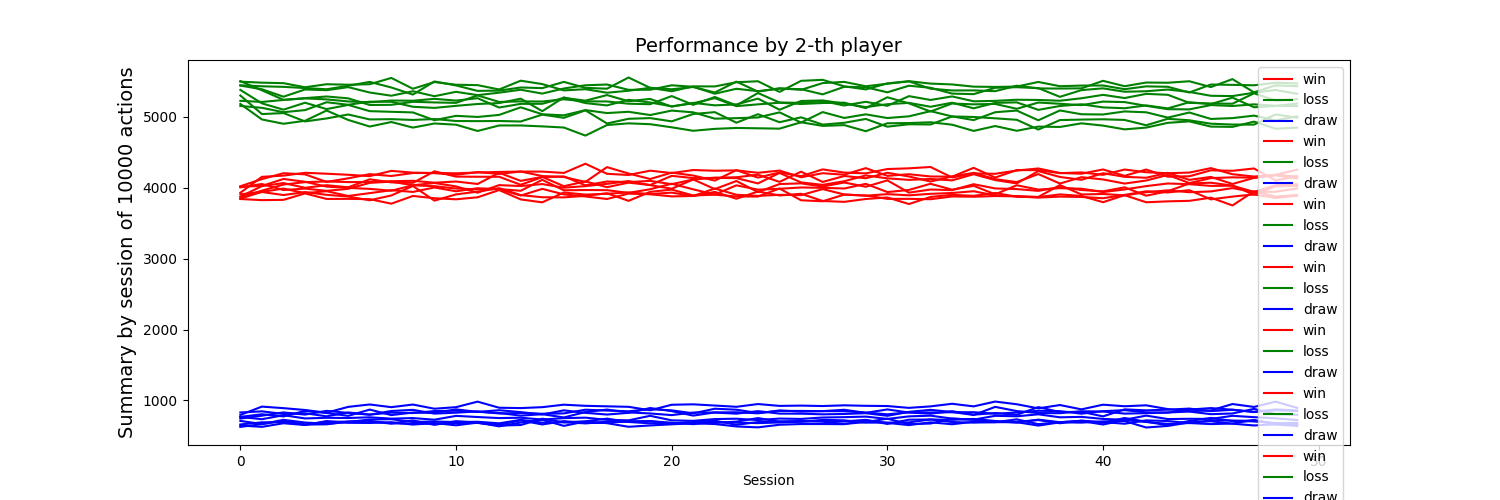 Performance by 2-th player
Summary by session of 10000 actions
5000
4000
3000
2000
1000
0
10
20
30
40
50
Session
win
loss
draw
win
loss
draw
win
loss
draw
win
loss
draw
win
loss
draw
win
loss
draw
win
loss
draw